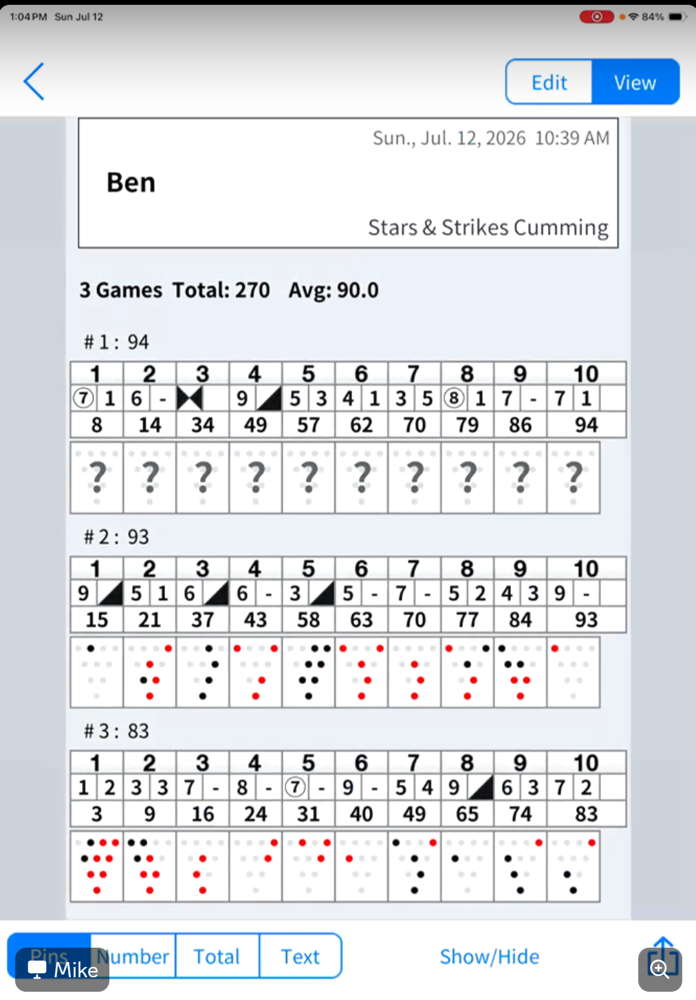 1:04 PM Sun Jul 12 84%
Edit View
Sun., Jul. 12, 2026 10:39 AM
Ben
Stars & Strikes Cumming
3 Games Total: 270 Avg: 90.0
# 1 : 94
1 2 3 4 5 6 7 8 9 10
7 1 6 - 9 5 3 4 1 3 5 8 1 7 - 7 1
8 14 34 49 57 62 70 79 86 94
? ? ? ? ? ? ? ? ? ?
# 2 : 93
1 2 3 4 5 6 7 8 9 10
9 5 1 6 6 - 3 5 - 7 - 5 2 4 3 9 -
15 21 37 43 58 63 70 77 84 93
# 3 : 83
1 2 3 4 5 6 7 8 9 10
1 2 3 3 7 - 8 - 7 - 9 - 5 4 9 6 3 7 2
3 9 16 24 31 40 49 65 74 83
Pins Number Total Text Show/Hide
Mike